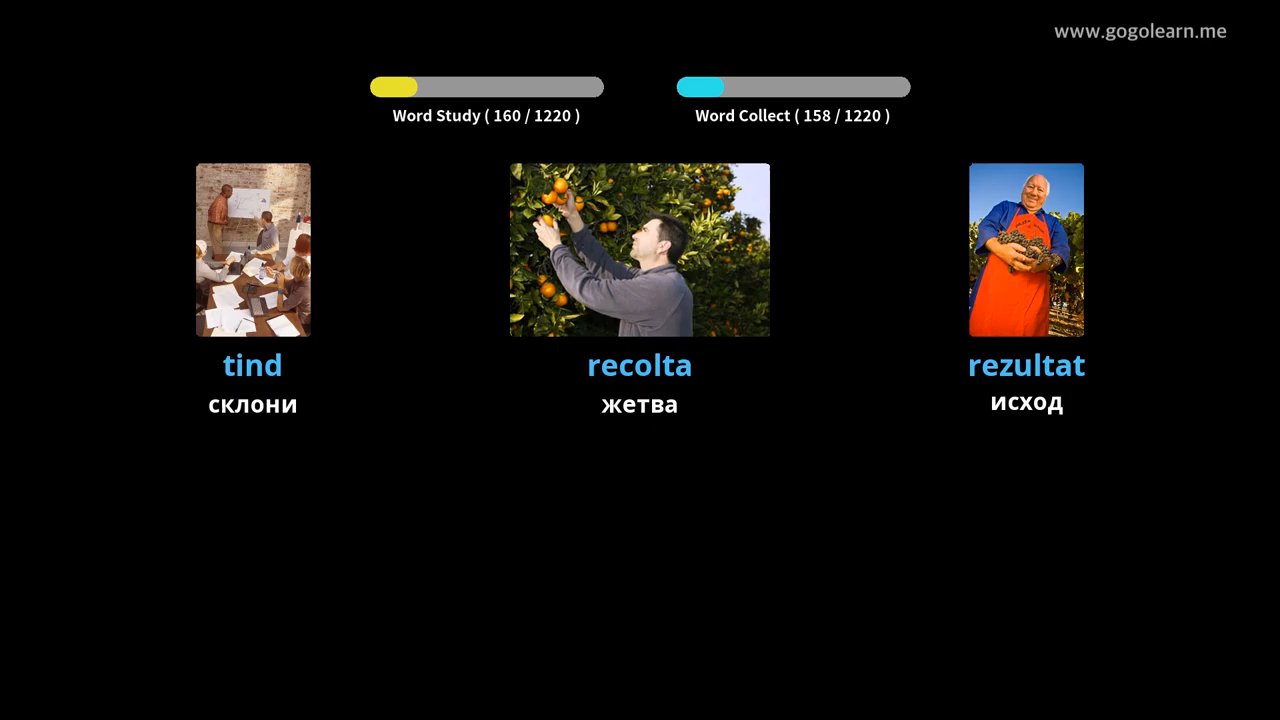 www.gogolearn.me
Word Study ( 160 / 1220 )
Word Collect ( 158 / 1220 )
tind
recolta
rezultat
склони
жетва
исход